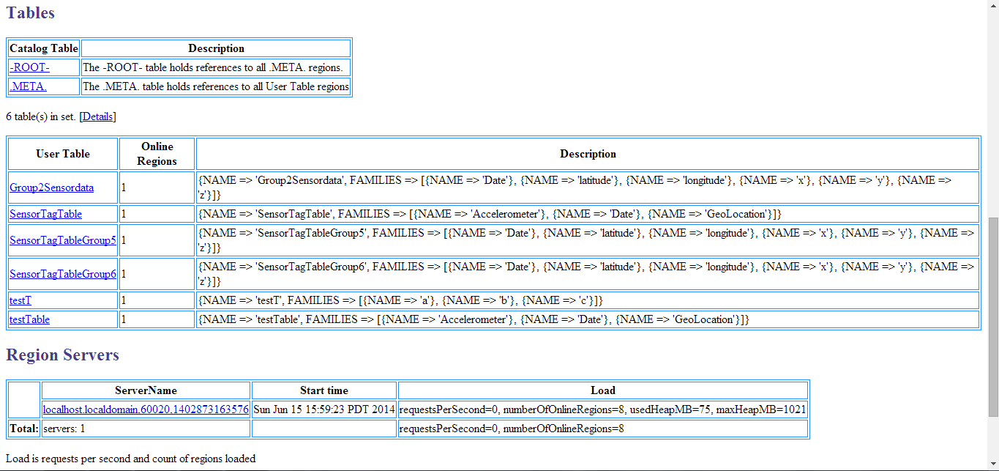 Tables
Catalog Table Description
-ROOT- The -ROOT- table holds references to all .META. regions.
.META. The .META. table holds references to all User Table regions
6 table(s) in set. [Details]
User Table Online Regions Description
Group2Sensordata 1 {NAME => 'Group2Sensordata', FAMILIES => [{NAME => 'Date'}, {NAME => 'latitude'}, {NAME => 'longitude'}, {NAME => 'x'}, {NAME => 'y'}, {NAME =>
'z'}]}
SensorTagTable 1 {NAME => 'SensorTagTable', FAMILIES => [{NAME => 'Accelerometer'}, {NAME => 'Date'}, {NAME => 'GeoLocation'}]}
SensorTagTableGroup5 1 {NAME => 'SensorTagTableGroup5', FAMILIES => [{NAME => 'Date'}, {NAME => 'latitude'}, {NAME => 'longitude'}, {NAME => 'x'}, {NAME => 'y'}, {NAME =>
'z'}]}
SensorTagTableGroup6 1 {NAME => 'SensorTagTableGroup6', FAMILIES => [{NAME => 'Date'}, {NAME => 'latitude'}, {NAME => 'longitude'}, {NAME => 'x'}, {NAME => 'y'}, {NAME =>
'z'}]}
testT 1 {NAME => 'testT', FAMILIES => [{NAME => 'a'}, {NAME => 'b'}, {NAME => 'c'}]}
testTable 1 {NAME => 'testTable', FAMILIES => [{NAME => 'Accelerometer'}, {NAME => 'Date'}, {NAME => 'GeoLocation'}]}
Region Servers
ServerName Start time Load
localhost.localdomain,60020,1402873163576 Sun Jun 15 15:59:23 PDT 2014 requestsPerSecond=0, numberOfOnlineRegions=8, usedHeapMB=75, maxHeapMB=1021
Total: servers: 1 requestsPerSecond=0, numberOfOnlineRegions=8
Load is requests per second and count of regions loaded